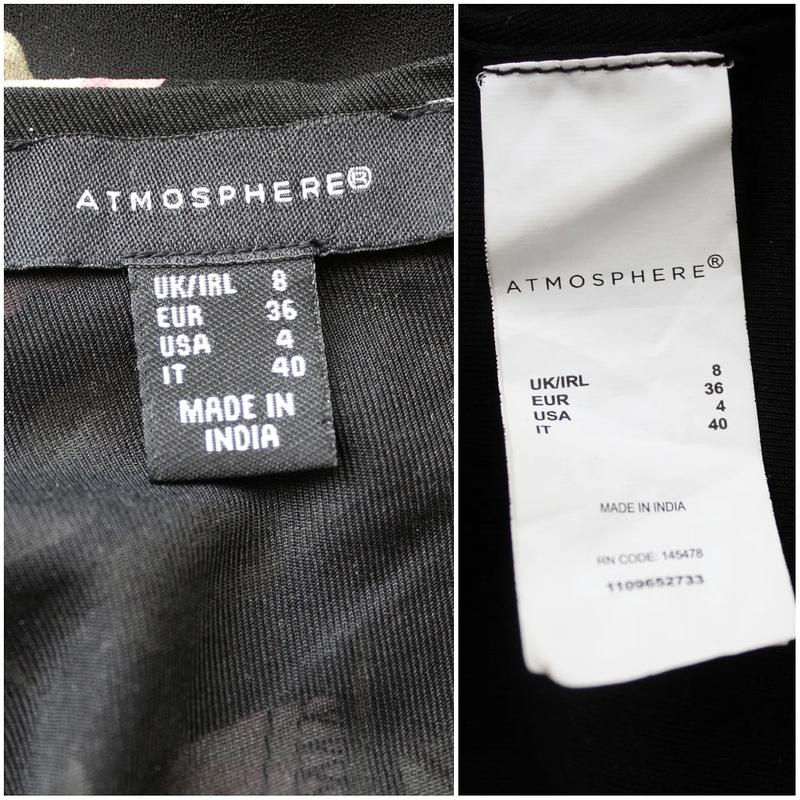 ATMOSPHERE®
UK/IRL 8
EUR 36
USA 4
IT 40
MADE IN
INDIA
ATMOSPHERE®
UK/IRL 8
EUR 36
USA 4
IT 40
MADE IN INDIA
RN CODE: 145478
1109652733